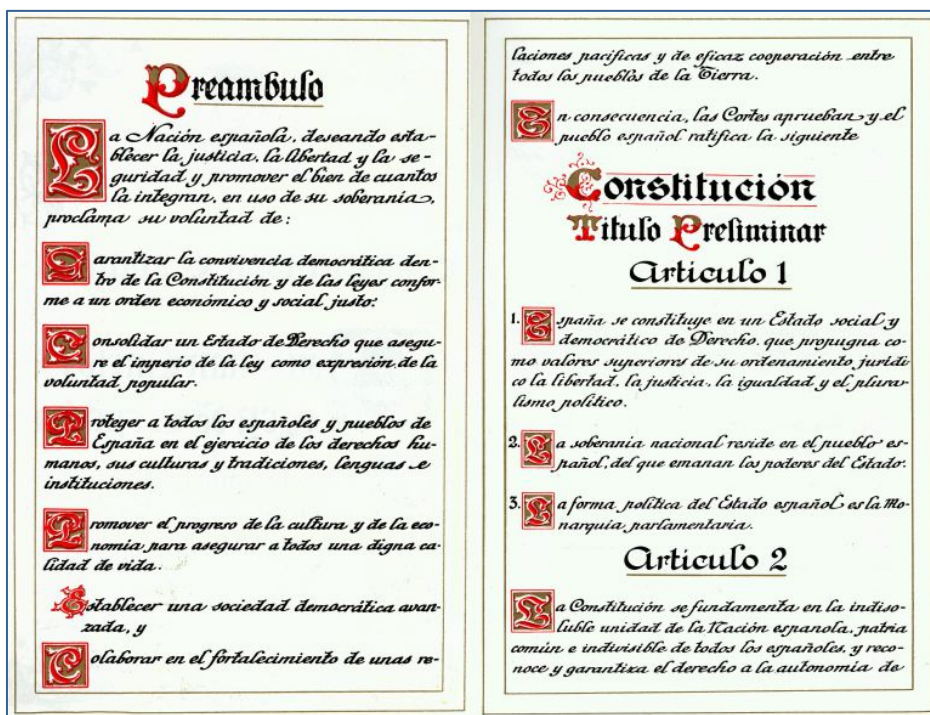 Preambulo
La Nación española, deseando esta-
blecer la justicia, la libertad y la se-
guridad y promover el bien de cuantos
la integran, en uso de su soberanía,
proclama su voluntad de:
Garantizar la convivencia democrática den-
tro de la Constitución y de las leyes confor-
me a un orden económico y social justo:
Consolidar un Estado de Derecho que asegu-
re el imperio de la ley como expresión de la
voluntad popular.
Proteger a todos los españoles y pueblos de
España en el ejercicio de los derechos hu-
manos, sus culturas y tradiciones, lenguas e
instituciones.
Promover el progreso de la cultura y de la eco-
nomía para asegurar a todos una digna ca-
lidad de vida.
Establecer una sociedad democrática avan-
zada, y
Colaborar en el fortalecimiento de unas re-
laciones pacificas y de eficaz cooperación entre
todos los pueblos de la Tierra.
En consecuencia, las Cortes aprueban y el
pueblo español ratifica la siguiente
Constitución
Titulo Preliminar
Articulo 1
1. España se constituye en un Estado social y
democrático de Derecho, que propugna co-
mo valores superiores de su ordenamiento jurídi-
co la libertad, la justicia, la igualdad y el plura-
lismo político.
2. La soberania nacional reside en el pueblo es-
pañol, del que emanan los poderes del Estado.
3. La forma política del Estado español es la Mo-
narquía parlamentaria.
Articulo 2
La Constitución se fundamenta en la indiso-
luble unidad de la Nación espanola, patria
común e indivisible de todos los españoles, y reco-
noce y garantiza el derecho a la autonomía de